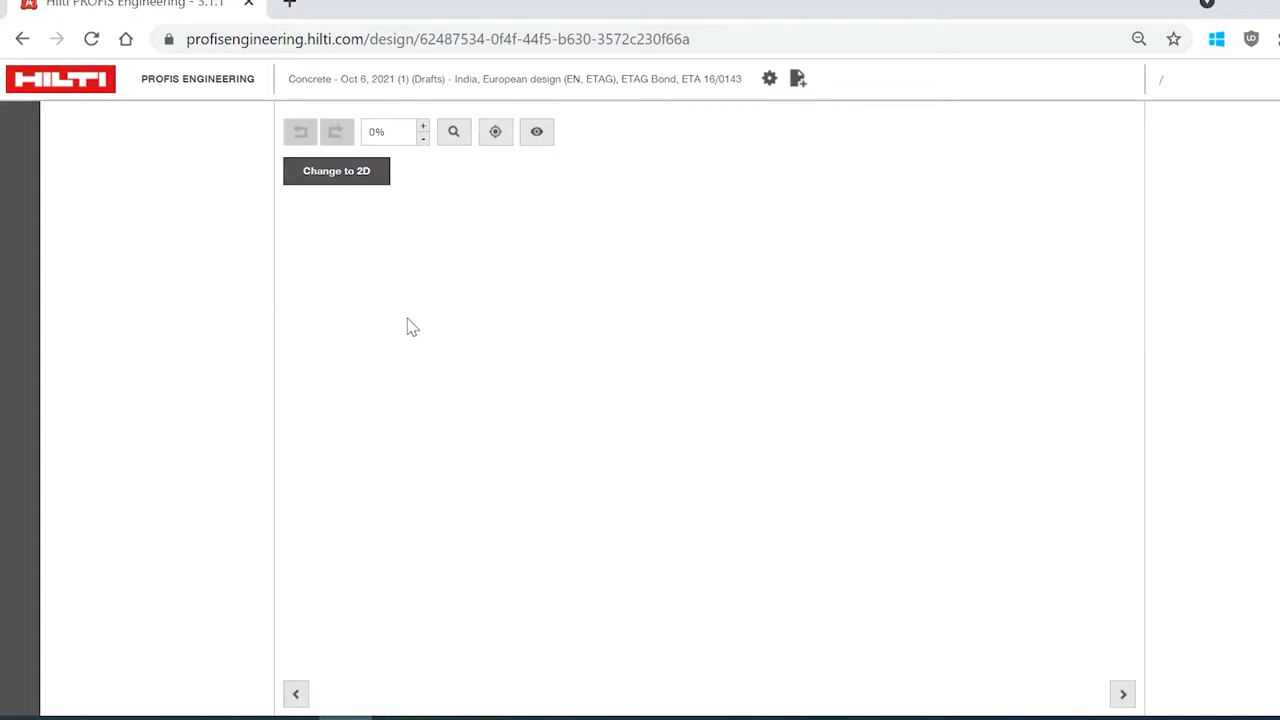 Hilti PROFIS Engineering - 3.1.1
profisengineering.hilti.com/design/62487534-0f4f-44f5-b630-3572c230f66a
HILTI PROFIS ENGINEERING Concrete - Oct 6, 2021 (1) (Drafts) - India, European design (EN, ETAG), ETAG Bond, ETA 16/0143 /
0% + -
Change to 2D